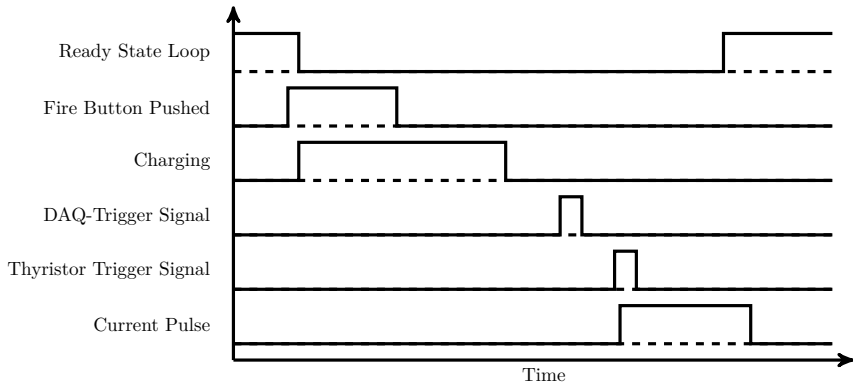 Ready State Loop
Fire Button Pushed
Charging
DAQ-Trigger Signal
Thyristor Trigger Signal
Current Pulse
Time